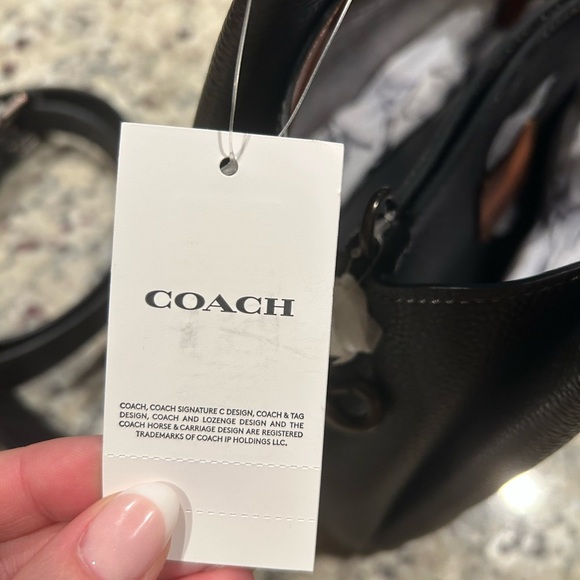 COACH
COACH, COACH SIGNATURE C DESIGN, COACH & TAG
DESIGN, COACH AND LOZENGE DESIGN AND THE
COACH HORSE & CARRIAGE DESIGN ARE REGISTERED
TRADEMARKS OF COACH IP HOLDINGS LLC.